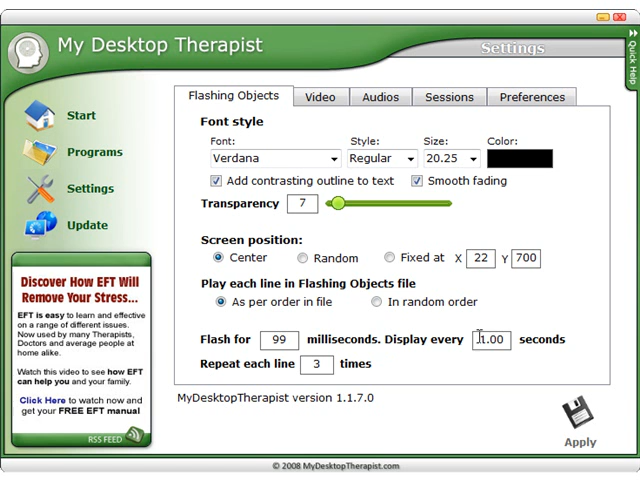 My Desktop Therapist
Settings
Quick Help
Start
Programs
Settings
Update
Flashing Objects
Video
Audios
Sessions
Preferences
Font style
Font: Style: Size: Color:
Verdana Regular 20.25
Add contrasting outline to text Smooth fading
Transparency 7
Screen position:
Center Random Fixed at X 22 Y 700
Play each line in Flashing Objects file
As per order in file In random order
Flash for 99 milliseconds. Display every 1.00 seconds
Repeat each line 3 times
MyDesktopTherapist version 1.1.7.0
Apply
Discover How EFT Will
Remove Your Stress...
EFT is easy to learn and effective
on a range of different issues.
Now used by many Therapists,
Doctors and average people at
home alike.
Watch this video to see how EFT
can help you and your family.
Click Here to watch now and
get your FREE EFT manual
RSS FEED
© 2008 MyDesktopTherapist.com